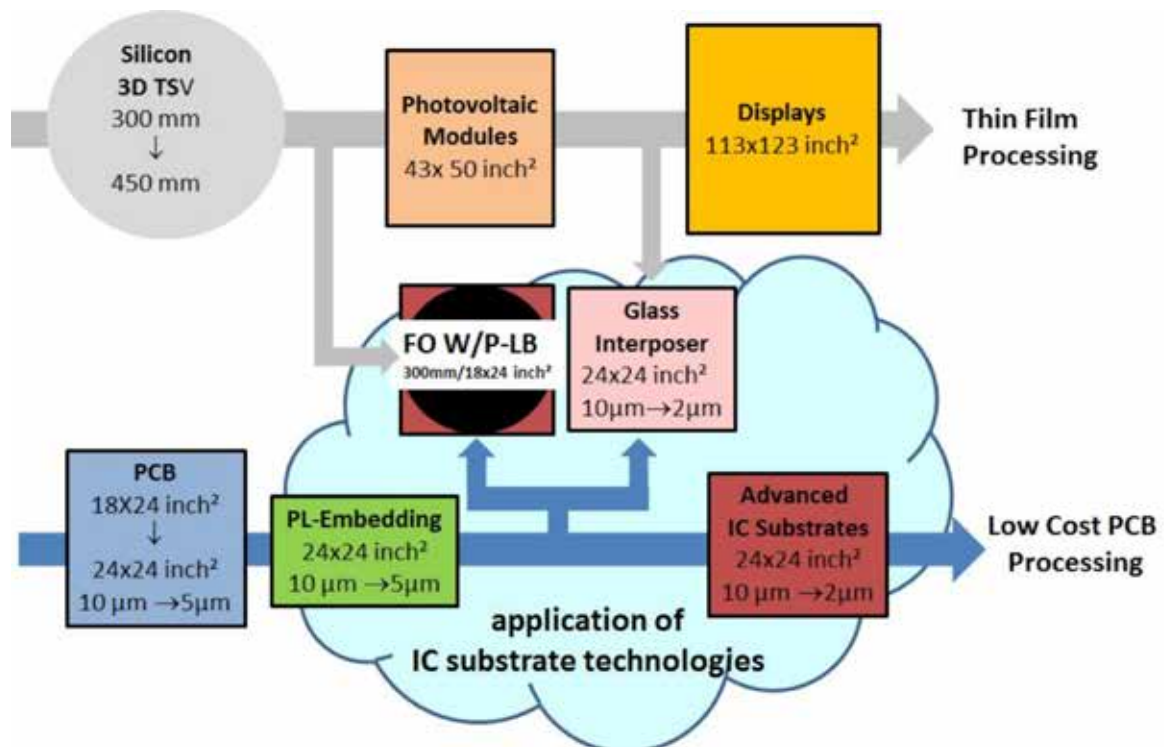 Silicon
3D TSV
300 mm
↓
450 mm
Photovoltaic
Modules
43x 50 inch²
Displays
113x123 inch²
Thin Film
Processing
FO W/P-LB
300mm/18x24 inch²
Glass
Interposer
24x24 inch²
10µm→2µm
PCB
18X24 inch²
↓
24x24 inch²
10 µm →5µm
PL-Embedding
24x24 inch²
10 µm →5µm
Advanced
IC Substrates
24x24 inch²
10 µm →2µm
Low Cost PCB
Processing
application of
IC substrate technologies